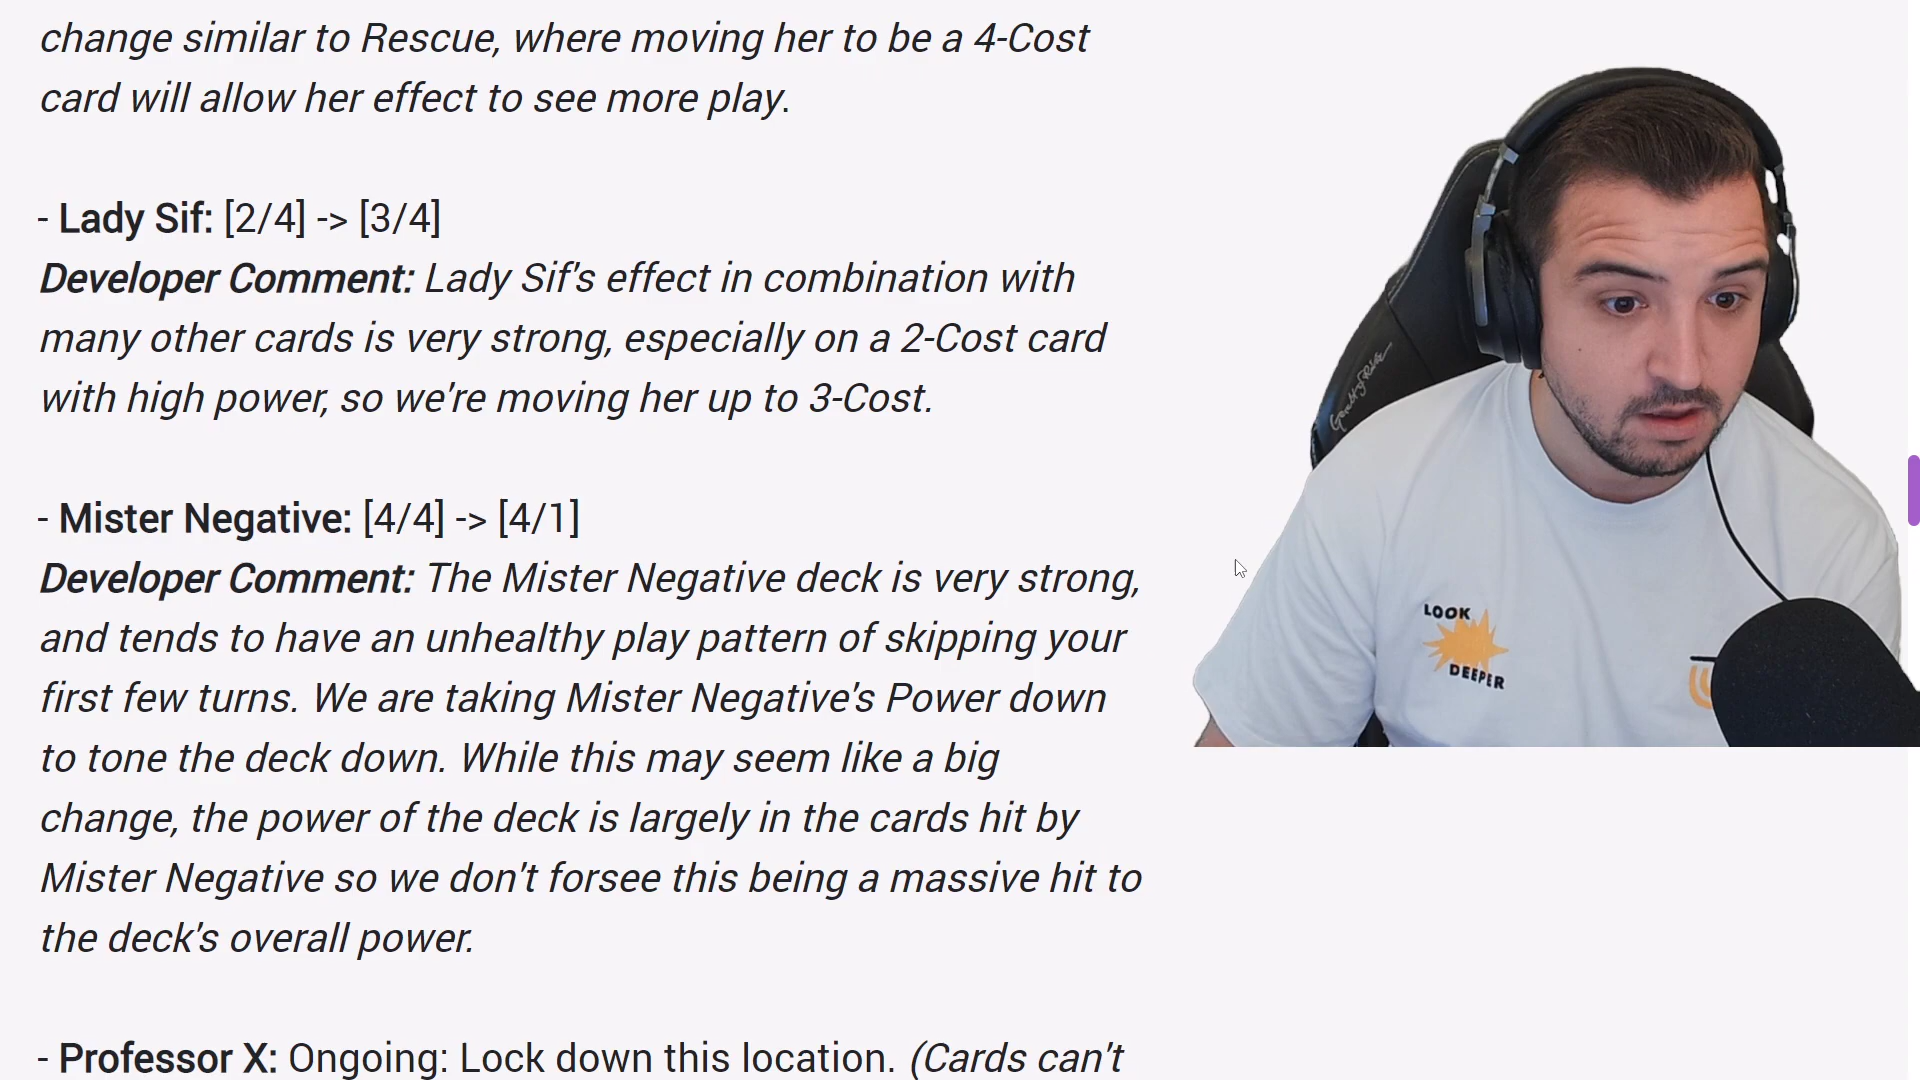 change similar to Rescue, where moving her to be a 4-Cost
card will allow her effect to see more play.
- Lady Sif: [2/4] -> [3/4]
Developer Comment: Lady Sif's effect in combination with
many other cards is very strong, especially on a 2-Cost card
with high power, so we're moving her up to 3-Cost.
- Mister Negative: [4/4] -> [4/1]
Developer Comment: The Mister Negative deck is very strong,
and tends to have an unhealthy play pattern of skipping your
first few turns. We are taking Mister Negative's Power down
to tone the deck down. While this may seem like a big
change, the power of the deck is largely in the cards hit by
Mister Negative so we don't forsee this being a massive hit to
the deck's overall power.
- Professor X: Ongoing: Lock down this location. (Cards can't
LOOK
DEEPER